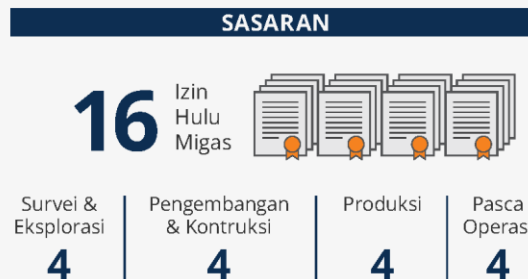 SASARAN
16 Izin
Hulu
Migas
Survei & Eksplorasi
4
Pengembangan & Kontruksi
4
Produksi
4
Pasca Operas
4